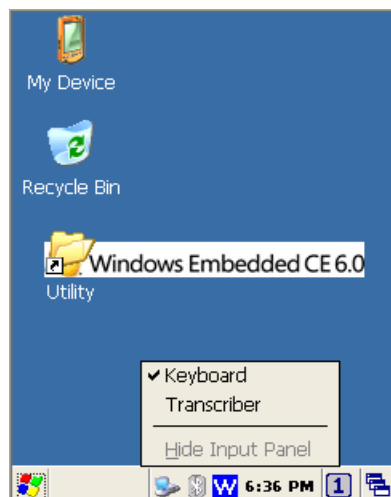 My Device
Recycle Bin
Windows Embedded CE 6.0
Utility
Keyboard
Transcriber
Hide Input Panel
W 6:36 PM 1